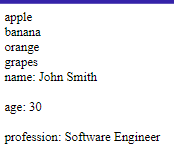 apple
banana
orange
grapes
name: John Smith
age: 30
profession: Software Engineer